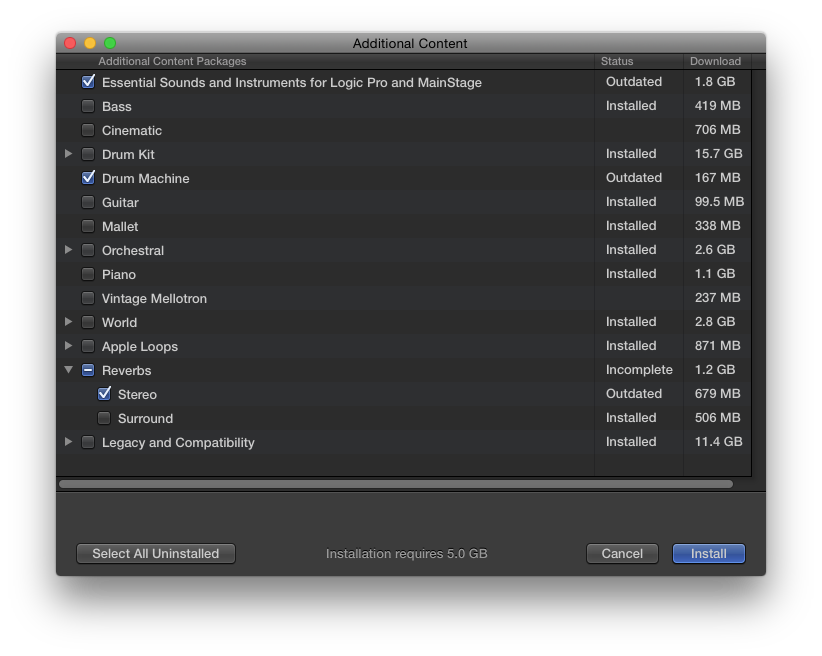 Additional Content
Additional Content Packages Status Download
Essential Sounds and Instruments for Logic Pro and MainStage Outdated 1.8 GB
Bass Installed 419 MB
Cinematic 706 MB
Drum Kit Installed 15.7 GB
Drum Machine Outdated 167 MB
Guitar Installed 99.5 MB
Mallet Installed 338 MB
Orchestral Installed 2.6 GB
Piano Installed 1.1 GB
Vintage Mellotron 237 MB
World Installed 2.8 GB
Apple Loops Installed 871 MB
Reverbs Incomplete 1.2 GB
Stereo Outdated 679 MB
Surround Installed 506 MB
Legacy and Compatibility Installed 11.4 GB
Select All Uninstalled Installation requires 5.0 GB Cancel Install